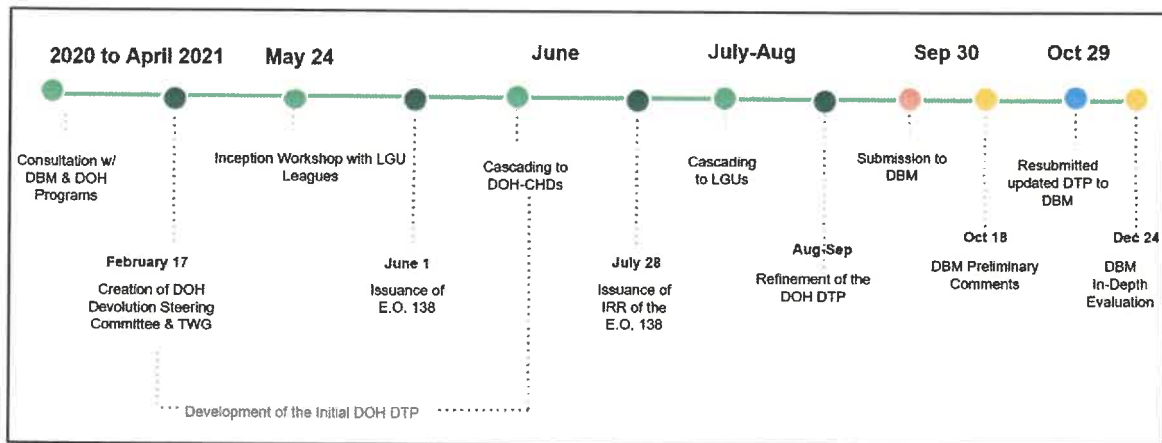 2020 to April 2021
May 24
June
July-Aug
Sep 30
Oct 29
Consultation w/
DBM & DOH
Programs
Inception Workshop with LGU
Leagues
Cascading to
DOH-CHDs
Cascading
to LGUs
Submission to
DBM
Resubmitted
updated DTP to
DBM
February 17
Creation of DOH
Devolution Steering
Committee & TWG
June 1
Issuance of
E.O. 138
July 28
Issuance of
IRR of the
E.O. 138
Aug-Sep
Refinement of the
DOH DTP
Oct 18
DBM Preliminary
Comments
Dec 24
DBM
In-Depth
Evaluation
Development of the Initial DOH DTP